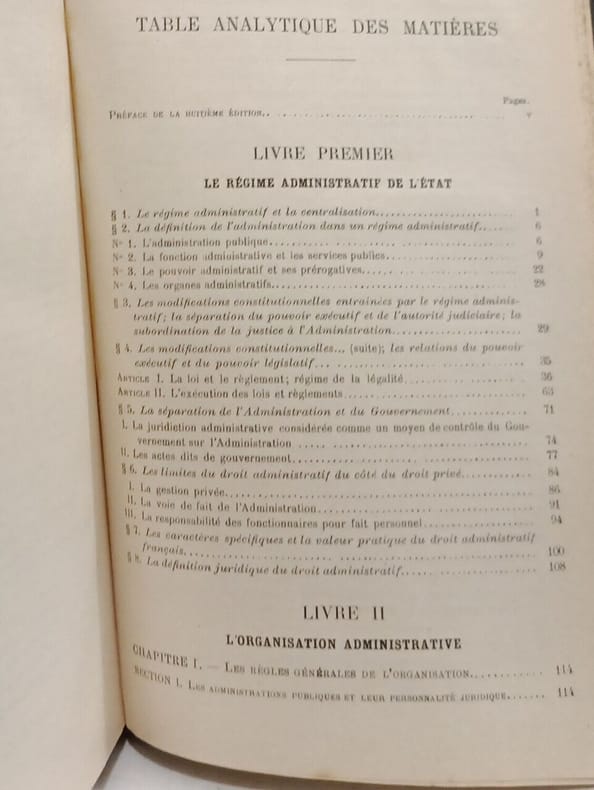 TABLE ANALYTIQUE DES MATIÈRES
Pages.
PRÉFACE DE LA HUITIÈME ÉDITION.. v
LIVRE PREMIER
LE RÉGIME ADMINISTRATIF DE L'ÉTAT
§ 1. Le régime administratif et la centralisation 1
§ 2. La définition de l'administration dans un régime administratif 6
N° 1. L'administration publique 6
N° 2. La fonction administrative et les services publics 9
N° 3. Le pouvoir administratif et ses prérogatives 22
N° 4. Les organes administratifs 28
§ 3. Les modifications constitutionnelles entraînées par le régime adminis-
tratif; la séparation du pouvoir exécutif et de l'autorité judiciaire; la
subordination de la justice à l'Administration 29
§ 4. Les modifications constitutionnelles... (suite); les relations du pouvoir
exécutif et du pouvoir législatif 35
ARTICLE I. La loi et le règlement; régime de la légalité 36
ARTICLE II. L'exécution des lois et règlements 63
§ 5. La séparation de l'Administration et du Gouvernement 71
I. La juridiction administrative considérée comme un moyen de contrôle du Gou-
vernement sur l'Administration 74
II. Les actes dits de gouvernement 77
§ 6. Les limites du droit administratif du côté du droit privé 84
I. La gestion privée 86
II. La voie de fait de l'Administration 91
III. La responsabilité des fonctionnaires pour fait personnel 94
§ 7. Les caractères spécifiques et la valeur pratique du droit administratif
français 100
§ 8. La définition juridique du droit administratif 108
LIVRE II
L'ORGANISATION ADMINISTRATIVE
CHAPITRE I. — LES RÈGLES GÉNÉRALES DE L'ORGANISATION 114
SECTION I. LES ADMINISTRATIONS PUBLIQUES ET LEUR PERSONNALITÉ JURIDIQUE 114